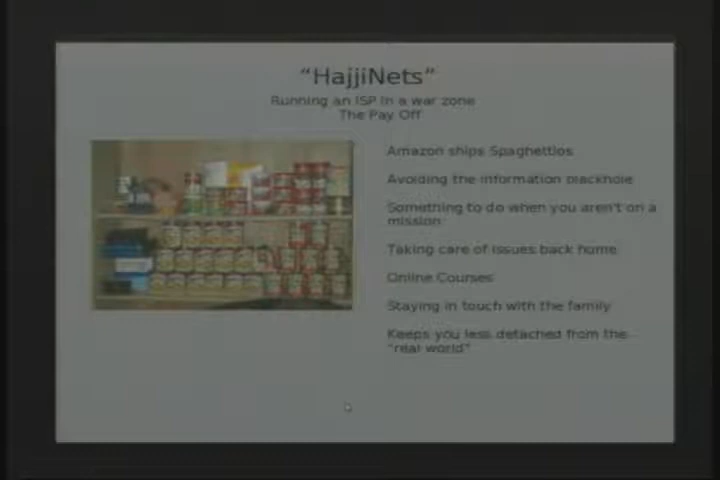 “HajjiNets”
Running an ISP in a war zone
The Pay Off
Amazon ships Spaghettios
Avoiding the information blackhole
Something to do when you aren't on a
mission
Taking care of issues back home
Online Courses
Staying in touch with the family
Keeps you less detached from the
“real world”